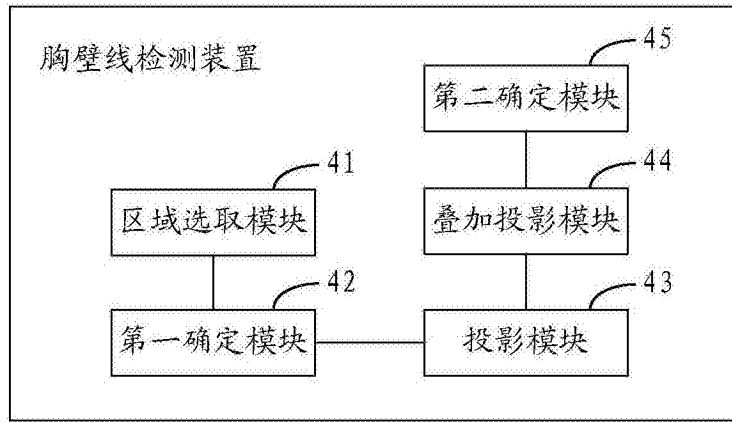 胸壁线检测装置
45
第二确定模块
41
44
区域选取模块
叠加投影模块
42
43
第一确定模块
投影模块